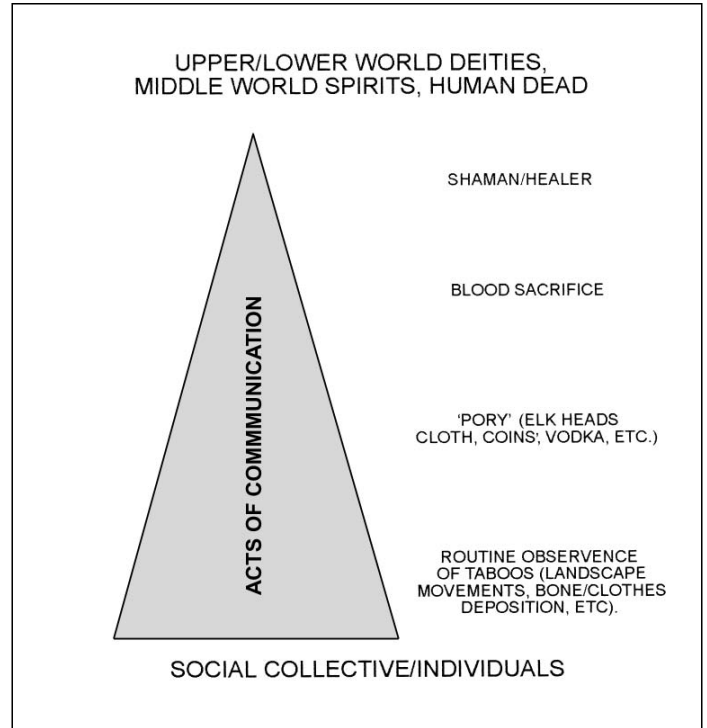 UPPER/LOWER WORLD DEITIES,
MIDDLE WORLD SPIRITS, HUMAN DEAD
SHAMAN/HEALER
BLOOD SACRIFICE
'PORY' (ELK HEADS
CLOTH, COINS', VODKA, ETC.)
ACTS OF COMMMUNICATION
ROUTINE OBSERVENCE
OF TABOOS (LANDSCAPE
MOVEMENTS, BONE/CLOTHES
DEPOSITION, ETC).
SOCIAL COLLECTIVE/INDIVIDUALS